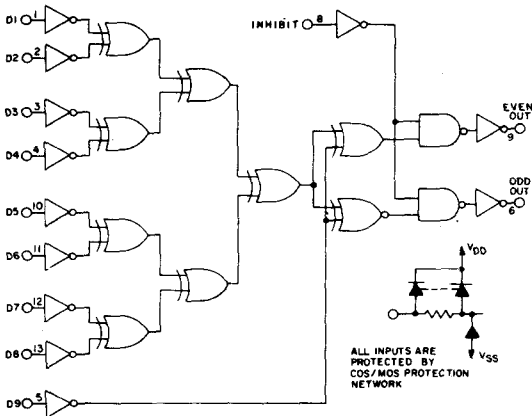 D1 1
INHIBIT 8
D2 2
D3 3
D4 4
EVEN
OUT
9
ODD
OUT
6
D5 10
D6 11
D7 12
D8 13
D9 5
VDD
VSS
ALL INPUTS ARE
PROTECTED BY
COS/MOS PROTECTION
NETWORK